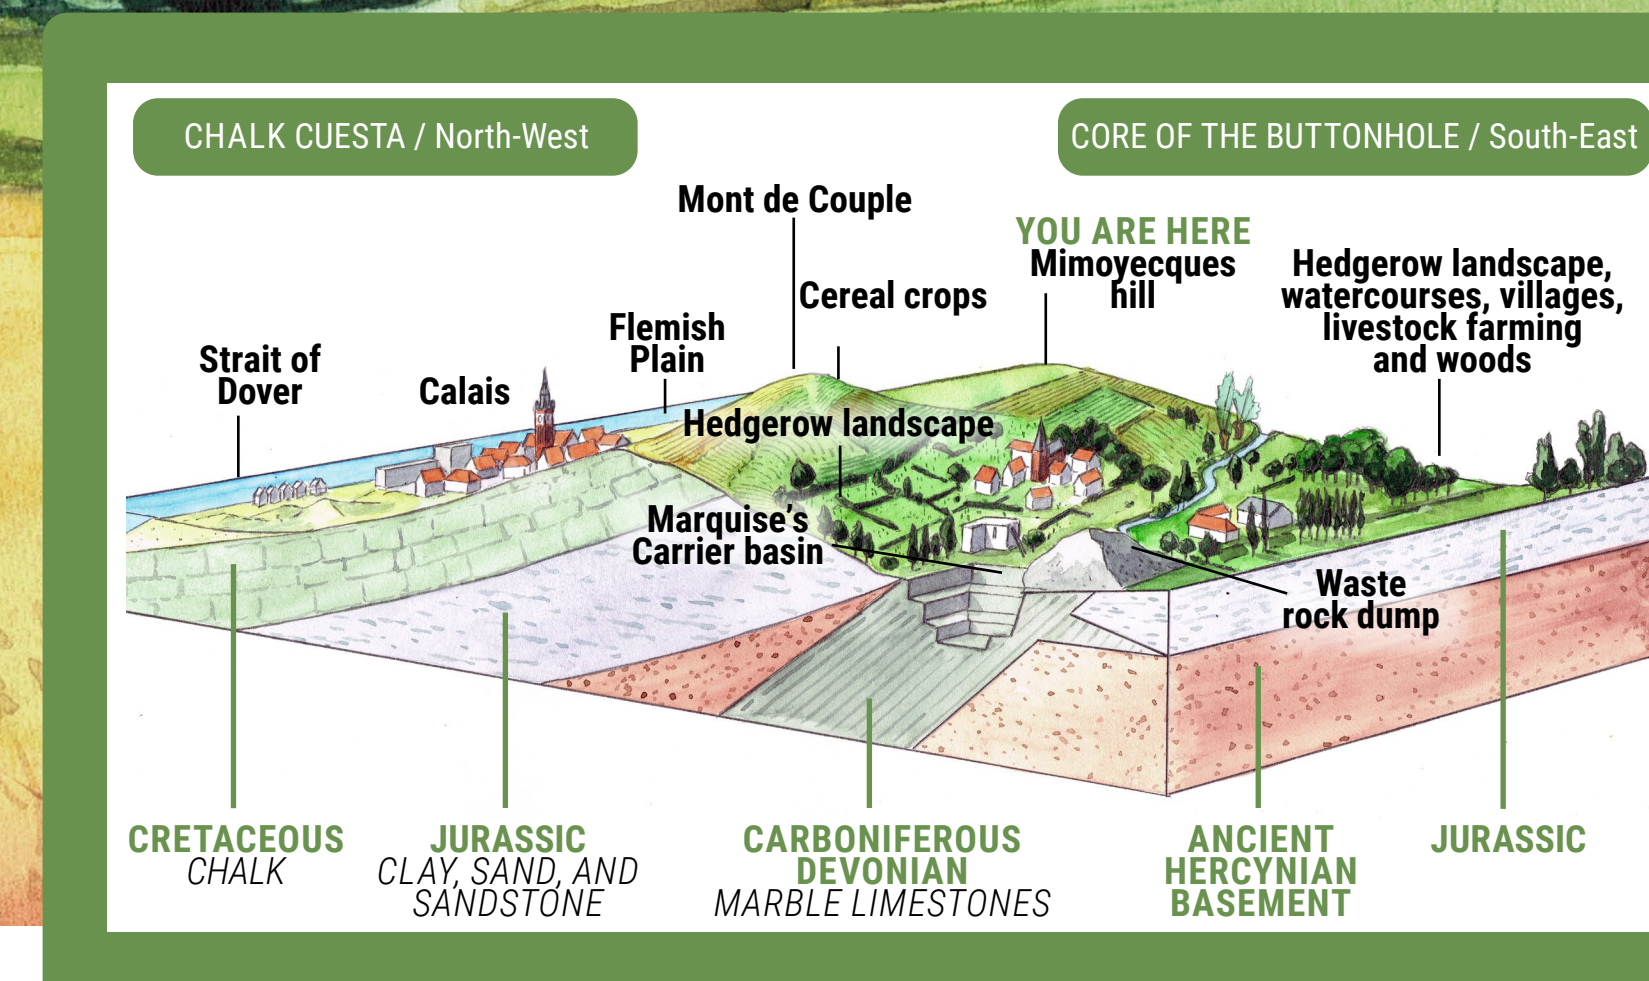 CHALK CUESTA / North-West
CORE OF THE BUTTONHOLE / South-East
Mont de Couple
YOU ARE HERE
Mimoyecques
hill
Hedgerow landscape,
watercourses, villages,
livestock farming
and woods
Cereal crops
Flemish
Plain
Strait of
Dover
Calais
Hedgerow landscape
Marquise's
Carrier basin
Waste
rock dump
CRETACEOUS
CHALK
JURASSIC
CLAY, SAND, AND
SANDSTONE
CARBONIFEROUS
DEVONIAN
MARBLE LIMESTONES
ANCIENT
HERCYNIAN
BASEMENT
JURASSIC